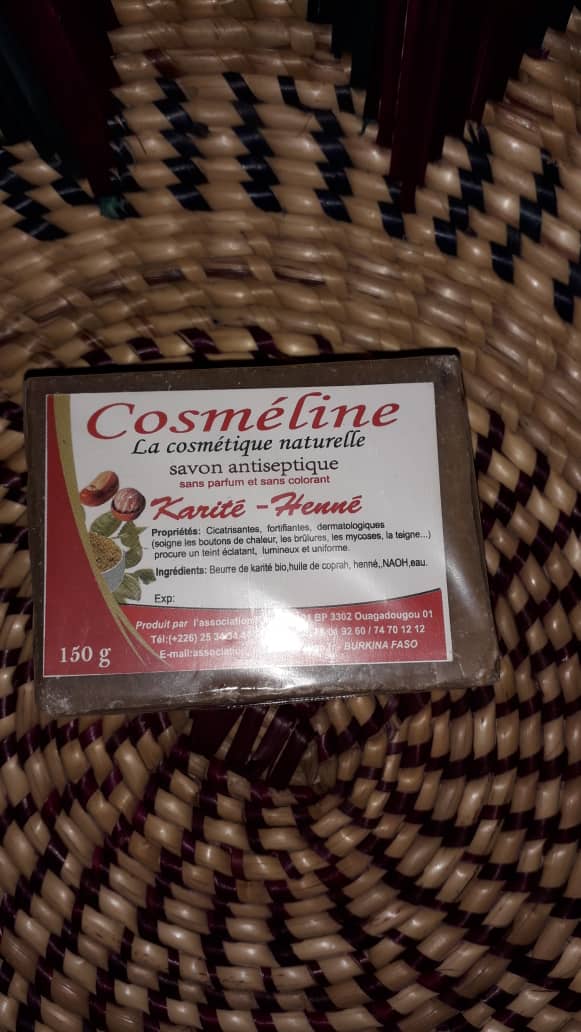 Cosméline
La cosmétique naturelle
savon antiseptique
sans parfum et sans colorant
Karité - Henné
Propriétés: Cicatrisantes, fortifiantes, dermatologiques
(soigne les boutons de chaleur, les brûlures, les mycoses, la teigne...)
procure un teint éclatant, lumineux et uniforme.
Ingrédients: Beurre de karité bio,huile de coprah, henné,,NAOH,eau.
Exp:
Produit par l'association BP 3302 Ouagadougou 01
Tél:(+226) 25 92 60 / 74 70 12 12
E-mail: BURKINA FASO
150 g